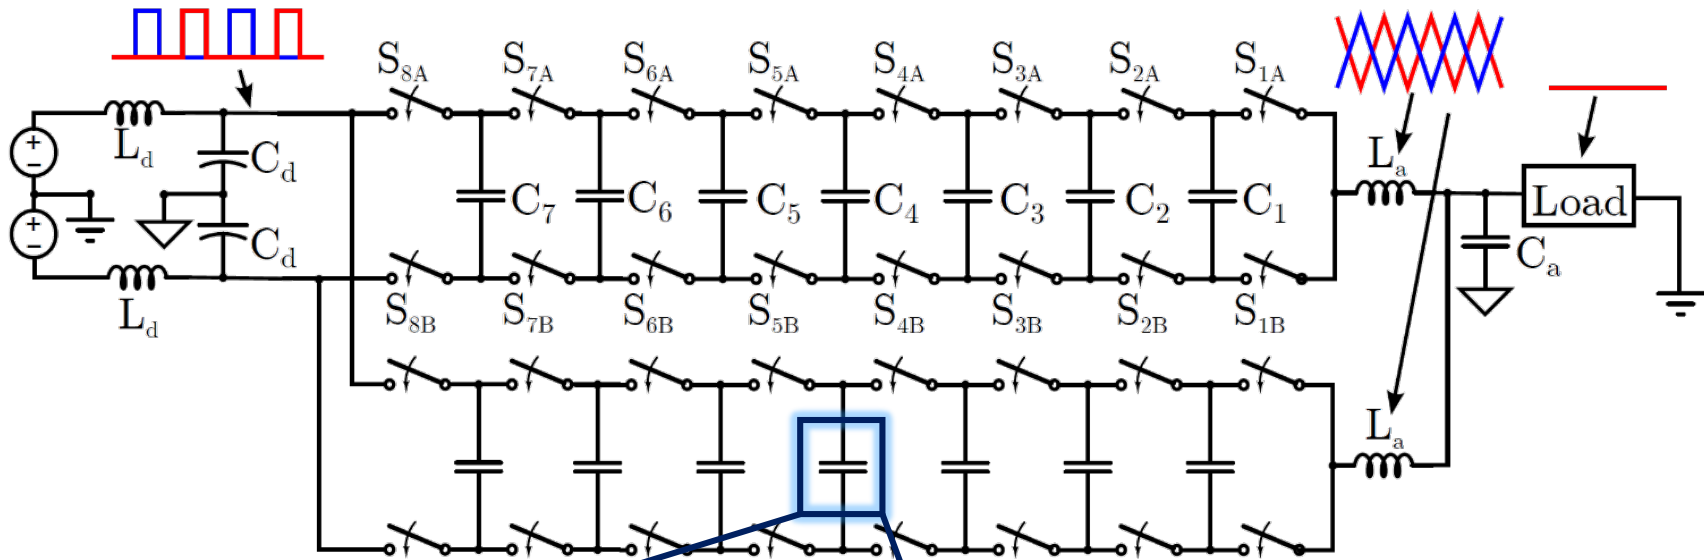 S8A S7A S6A S5A S4A S3A S2A S1A
+
−
Ld
Cd
C7 C6 C5 C4 C3 C2 C1
La
Load
+
−
Cd
Ca
Ld
S8B S7B S6B S5B S4B S3B S2B S1B
La